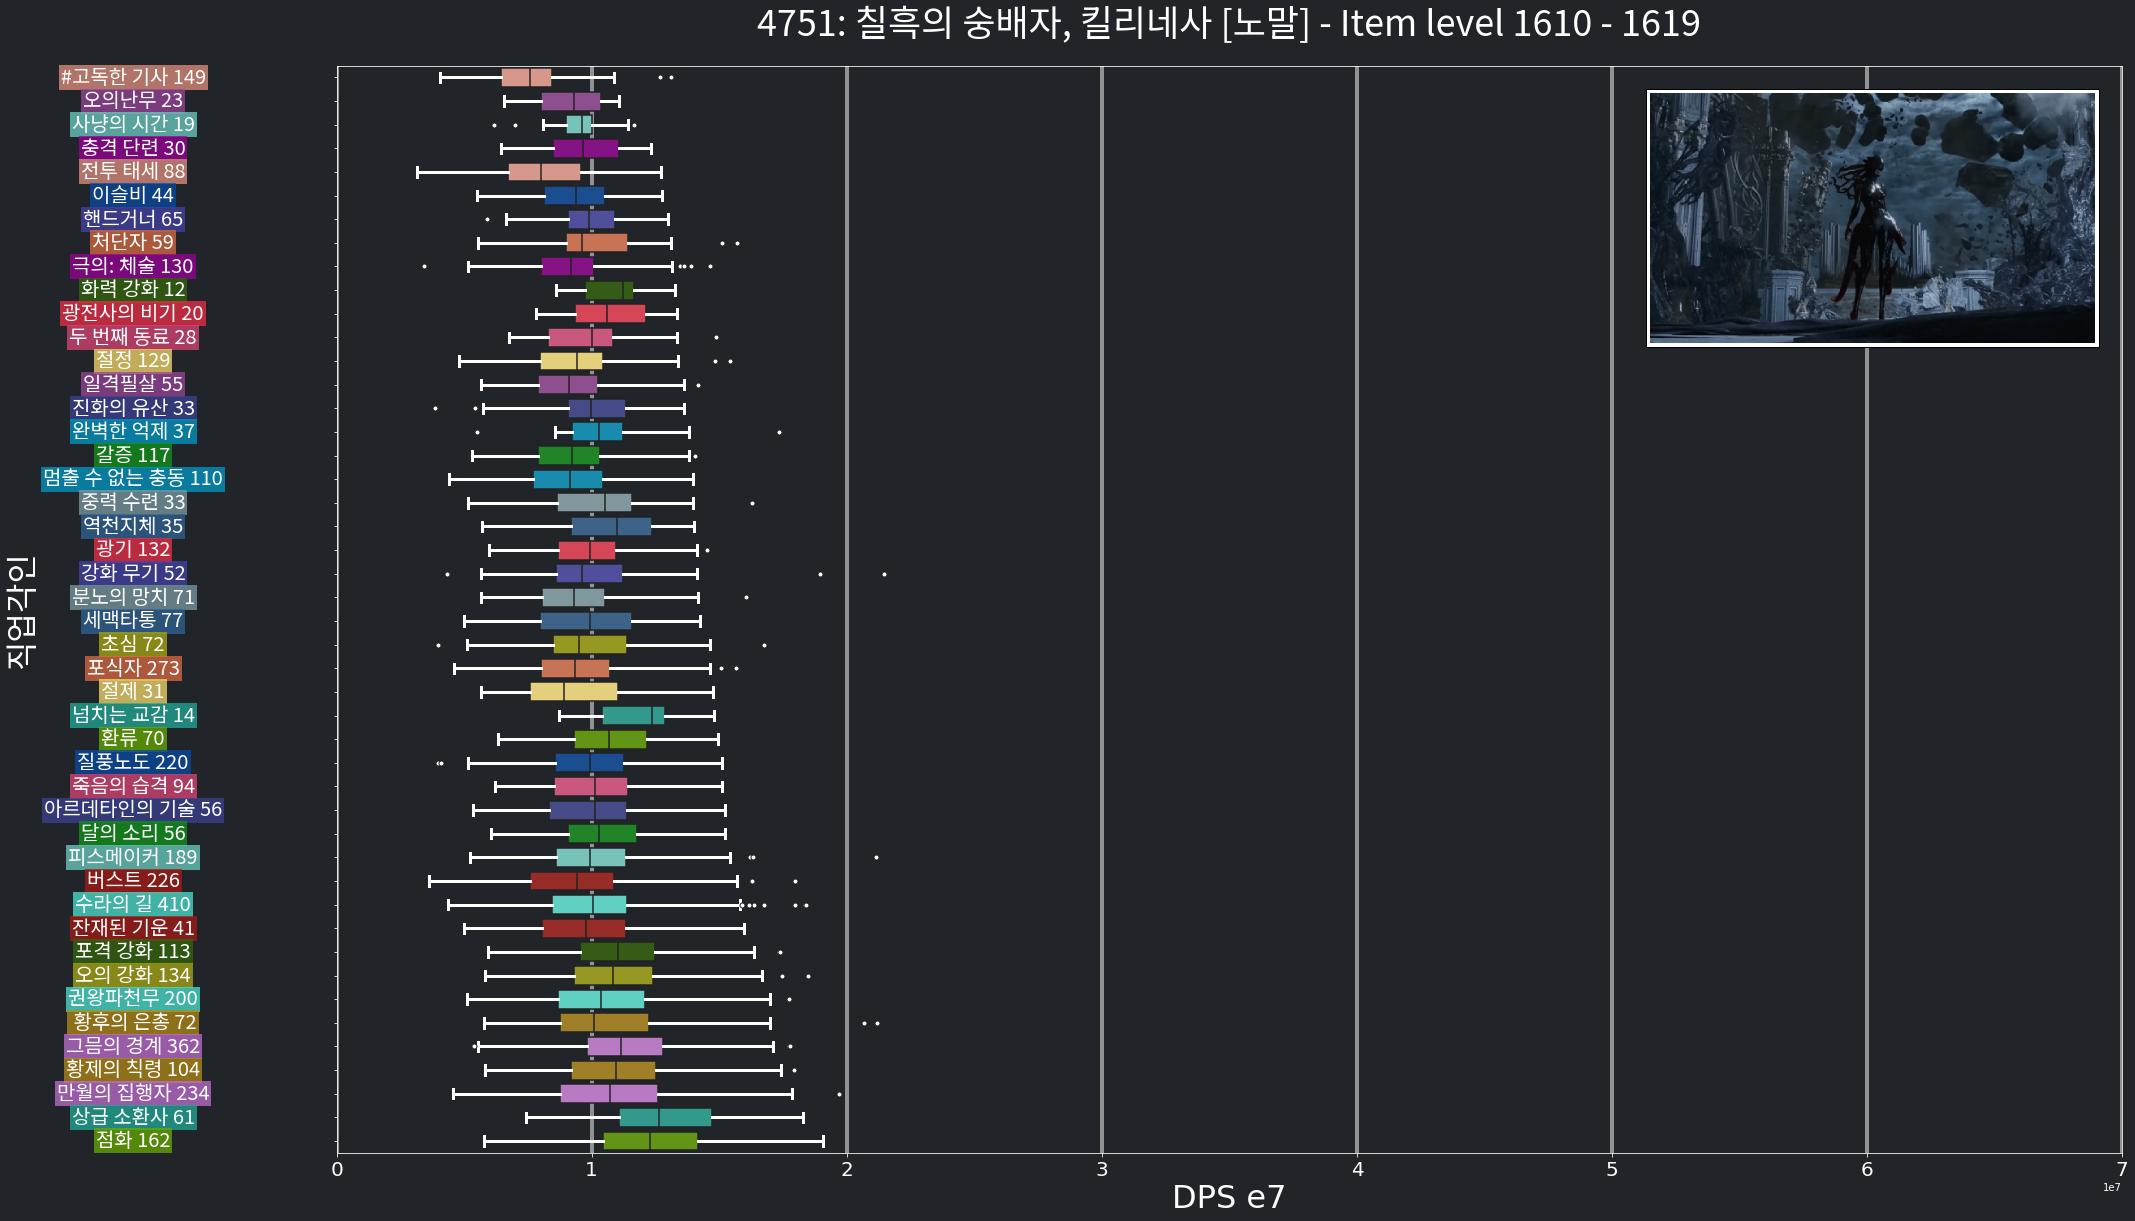 4751: 칠흑의 숭배자, 킬리네사 [노말] - Item level 1610 - 1619
#고독한 기사 149
오의난무 23
사냥의 시간 19
충격 단련 30
전투 태세 88
이슬비 44
핸드거너 65
처단자 59
극의: 체술 130
화력 강화 12
광전사의 비기 20
두 번째 동료 28
절정 129
일격필살 55
진화의 유산 33
완벽한 억제 37
갈증 117
멈출 수 없는 충동 110
중력 수련 33
역천지체 35
광기 132
강화 무기 52
분노의 망치 71
세맥타통 77
초심 72
포식자 273
절제 31
넘치는 교감 14
환류 70
질풍노도 220
죽음의 습격 94
아르데타인의 기술 56
달의 소리 56
피스메이커 189
버스트 226
수라의 길 410
잔재된 기운 41
포격 강화 113
오의 강화 134
권왕파천무 200
황후의 은총 72
그믐의 경계 362
황제의 칙령 104
만월의 집행자 234
상급 소환사 61
점화 162
직업각인
0 1 2 3 4 5 6 7
1e7
DPS e7